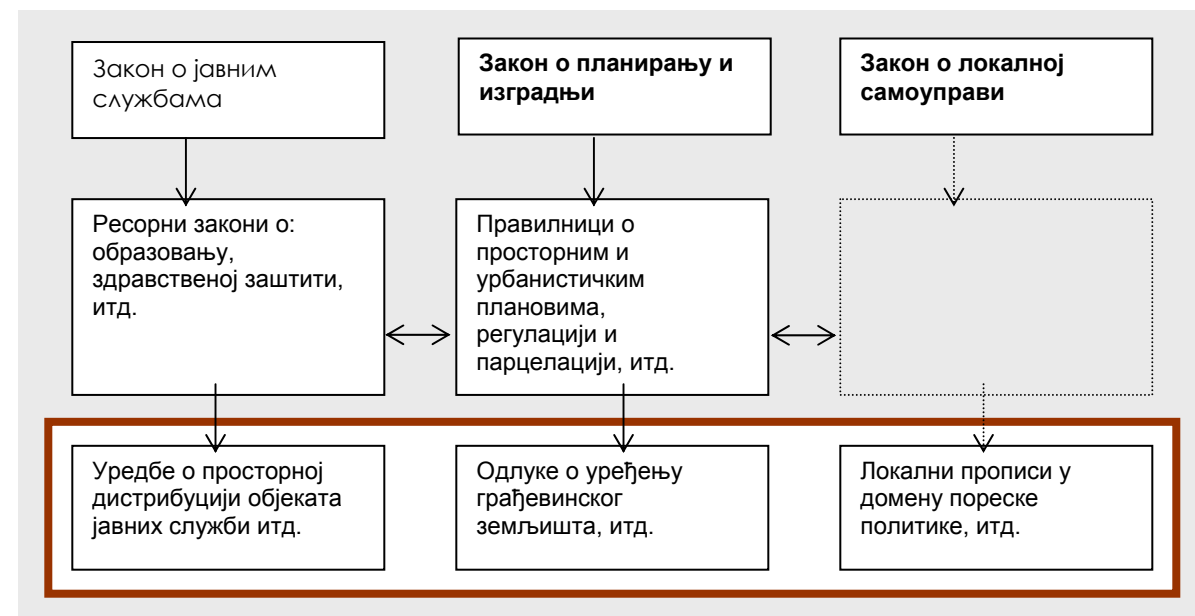 Закон о јавним
службама
Закон о планирању и
изградњи
Закон о локалној
самоуправи
Ресорни закони о:
образовању,
здравственој заштити,
итд.
Правилници о
просторним и
урбанистичким
плановима,
регулацији и
парцелацији, итд.
Уредбе о просторној
дистрибуцији објеката
јавних служби итд.
Одлуке о уређењу
грађевинског
земљишта, итд.
Локални прописи у
домену пореске
политике, итд.